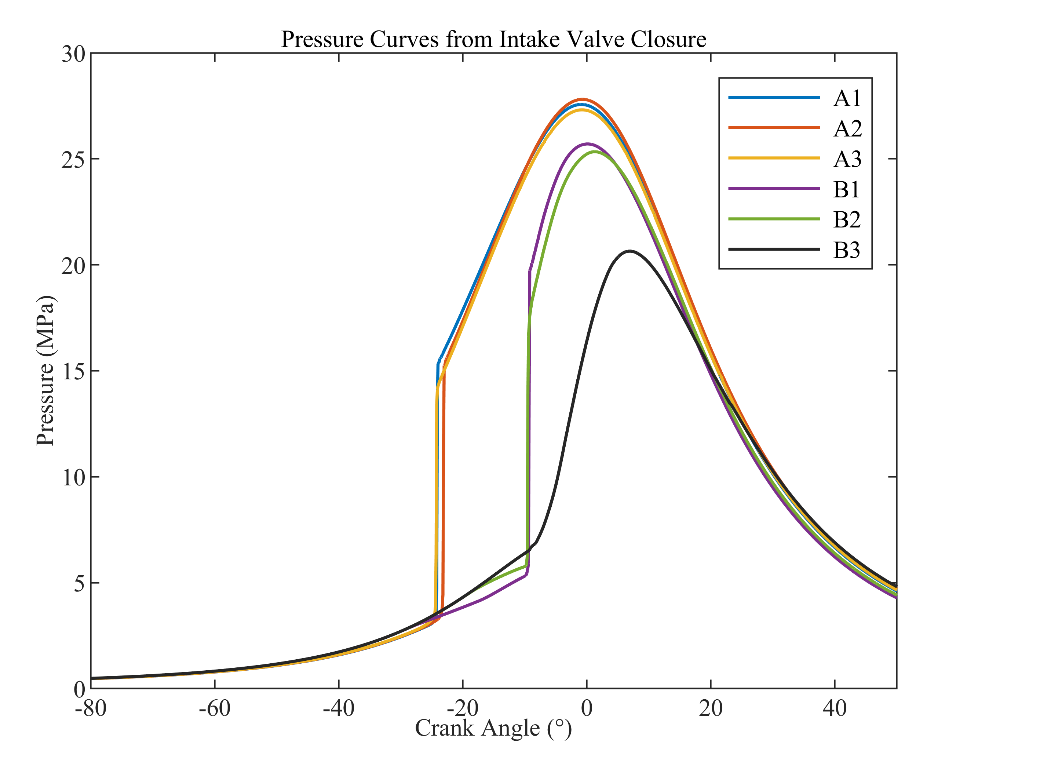 Pressure Curves from Intake Valve Closure
30
25
20
15
10
5
0
Pressure (MPa)
A1
A2
A3
B1
B2
B3
-80 -60 -40 -20 0 20 40
Crank Angle (°)